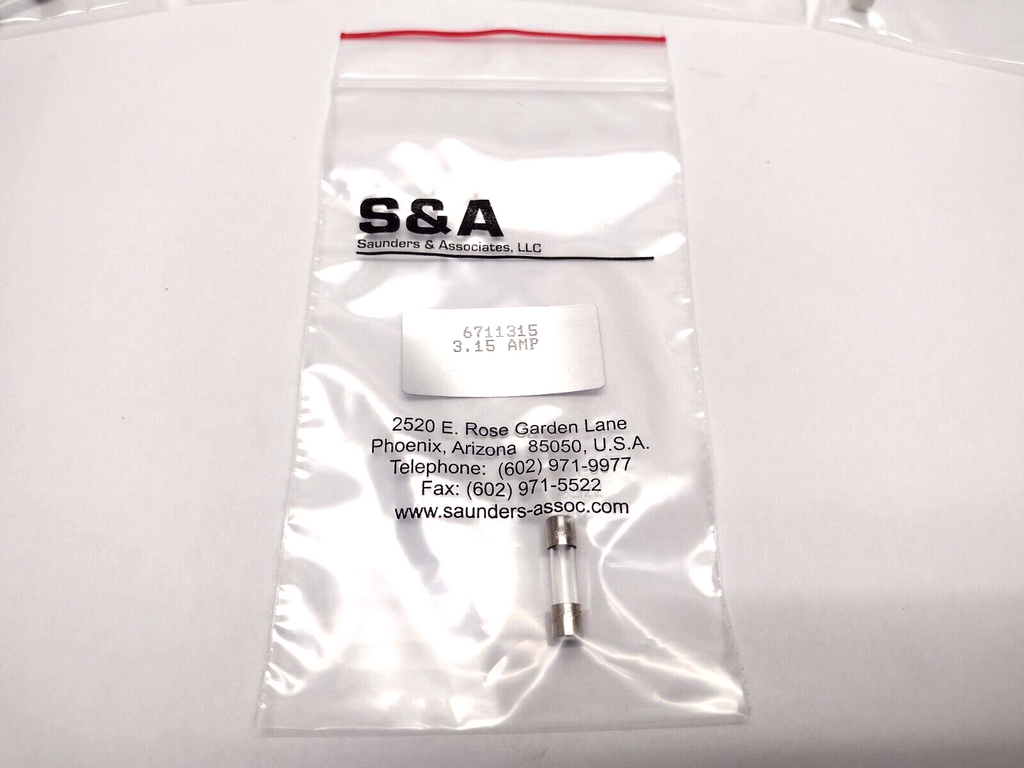 S&A
Saunders & Associates, LLC
6711315
3.15 AMP
2520 E. Rose Garden Lane
Phoenix, Arizona 85050, U.S.A.
Telephone: (602) 971-9977
Fax: (602) 971-5522
www.saunders-assoc.com